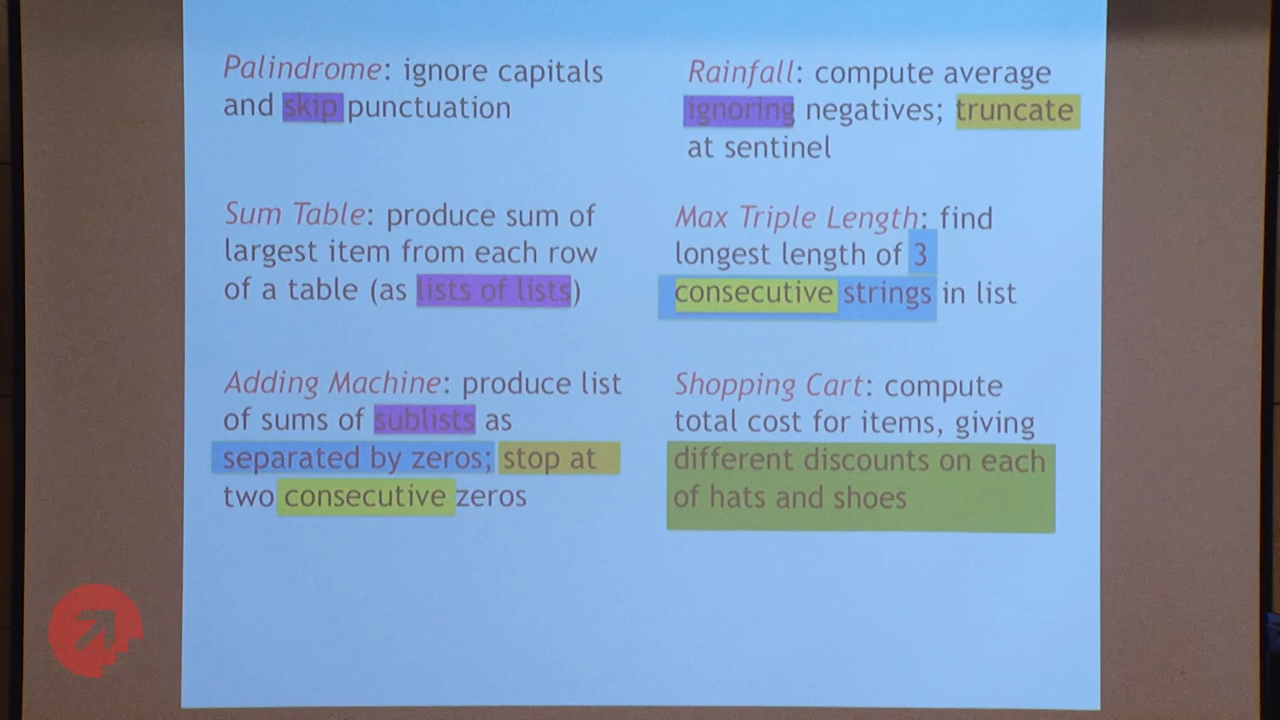 Palindrome: ignore capitals
and skip punctuation
Rainfall: compute average
ignoring negatives; truncate
at sentinel
Sum Table: produce sum of
largest item from each row
of a table (as lists of lists)
Max Triple Length: find
longest length of 3
consecutive strings in list
Adding Machine: produce list
of sums of sublists as
separated by zeros; stop at
two consecutive zeros
Shopping Cart: compute
total cost for items, giving
different discounts on each
of hats and shoes